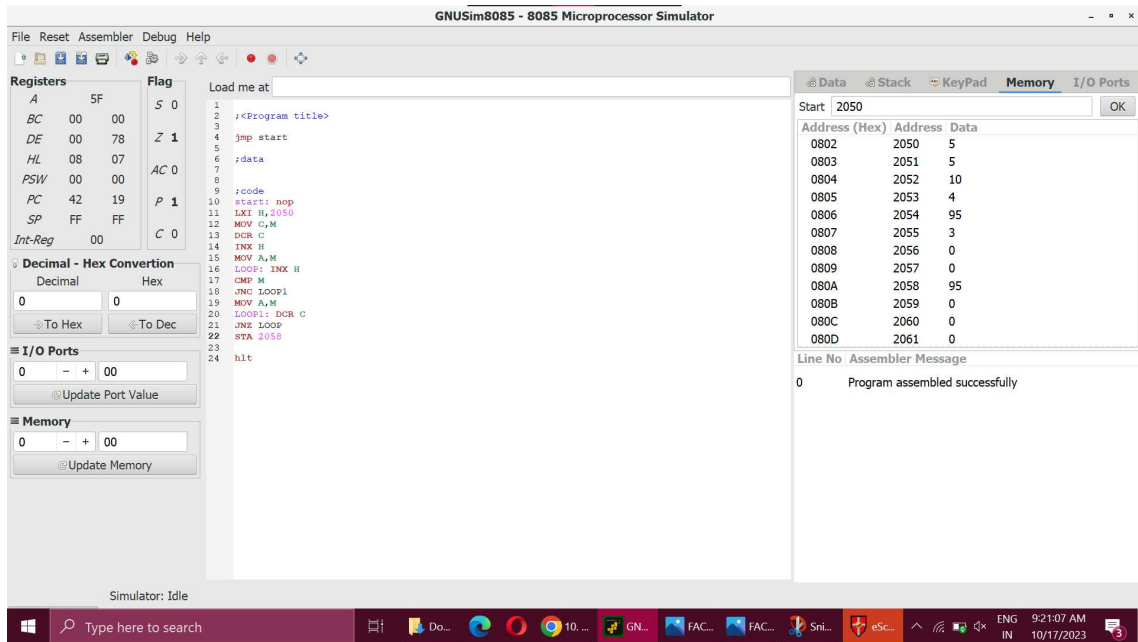 GNUSim8085 - 8085 Microprocessor Simulator
File Reset Assembler Debug Help
Registers
A 5F
BC 00 00
DE 00 78
HL 08 07
PSW 00 00
PC 42 19
SP FF FF
Int-Reg 00
Flag
S 0
Z 1
AC 0
P 1
C 0
Decimal - Hex Convertion
Decimal Hex
0 0
To Hex To Dec
I/O Ports
0 - + 00
Update Port Value
Memory
0 - + 00
Update Memory
Load me at
1
2 ;<Program title>
3
4 jmp start
5
6 ;data
7
8
9 ;code
10 start: nop
11 LXI H,2050
12 MOV C,M
13 DCR C
14 INX H
15 MOV A,M
16 LOOP: INX H
17 CMP M
18 JNC LOOP1
19 MOV A,M
20 LOOP1: DCR C
21 JNZ LOOP
22 STA 2058
23
24 hlt
Data Stack KeyPad Memory I/O Ports
Start 2050 OK
Address (Hex) Address Data
0802 2050 5
0803 2051 5
0804 2052 10
0805 2053 4
0806 2054 95
0807 2055 3
0808 2056 0
0809 2057 0
080A 2058 95
080B 2059 0
080C 2060 0
080D 2061 0
Line No Assembler Message
0 Program assembled successfully
Simulator: Idle
Type here to search
Do... 10. ... GN... FAC... FAC... Sni... eSc...
ENG
IN
9:21:07 AM
10/17/2023
3